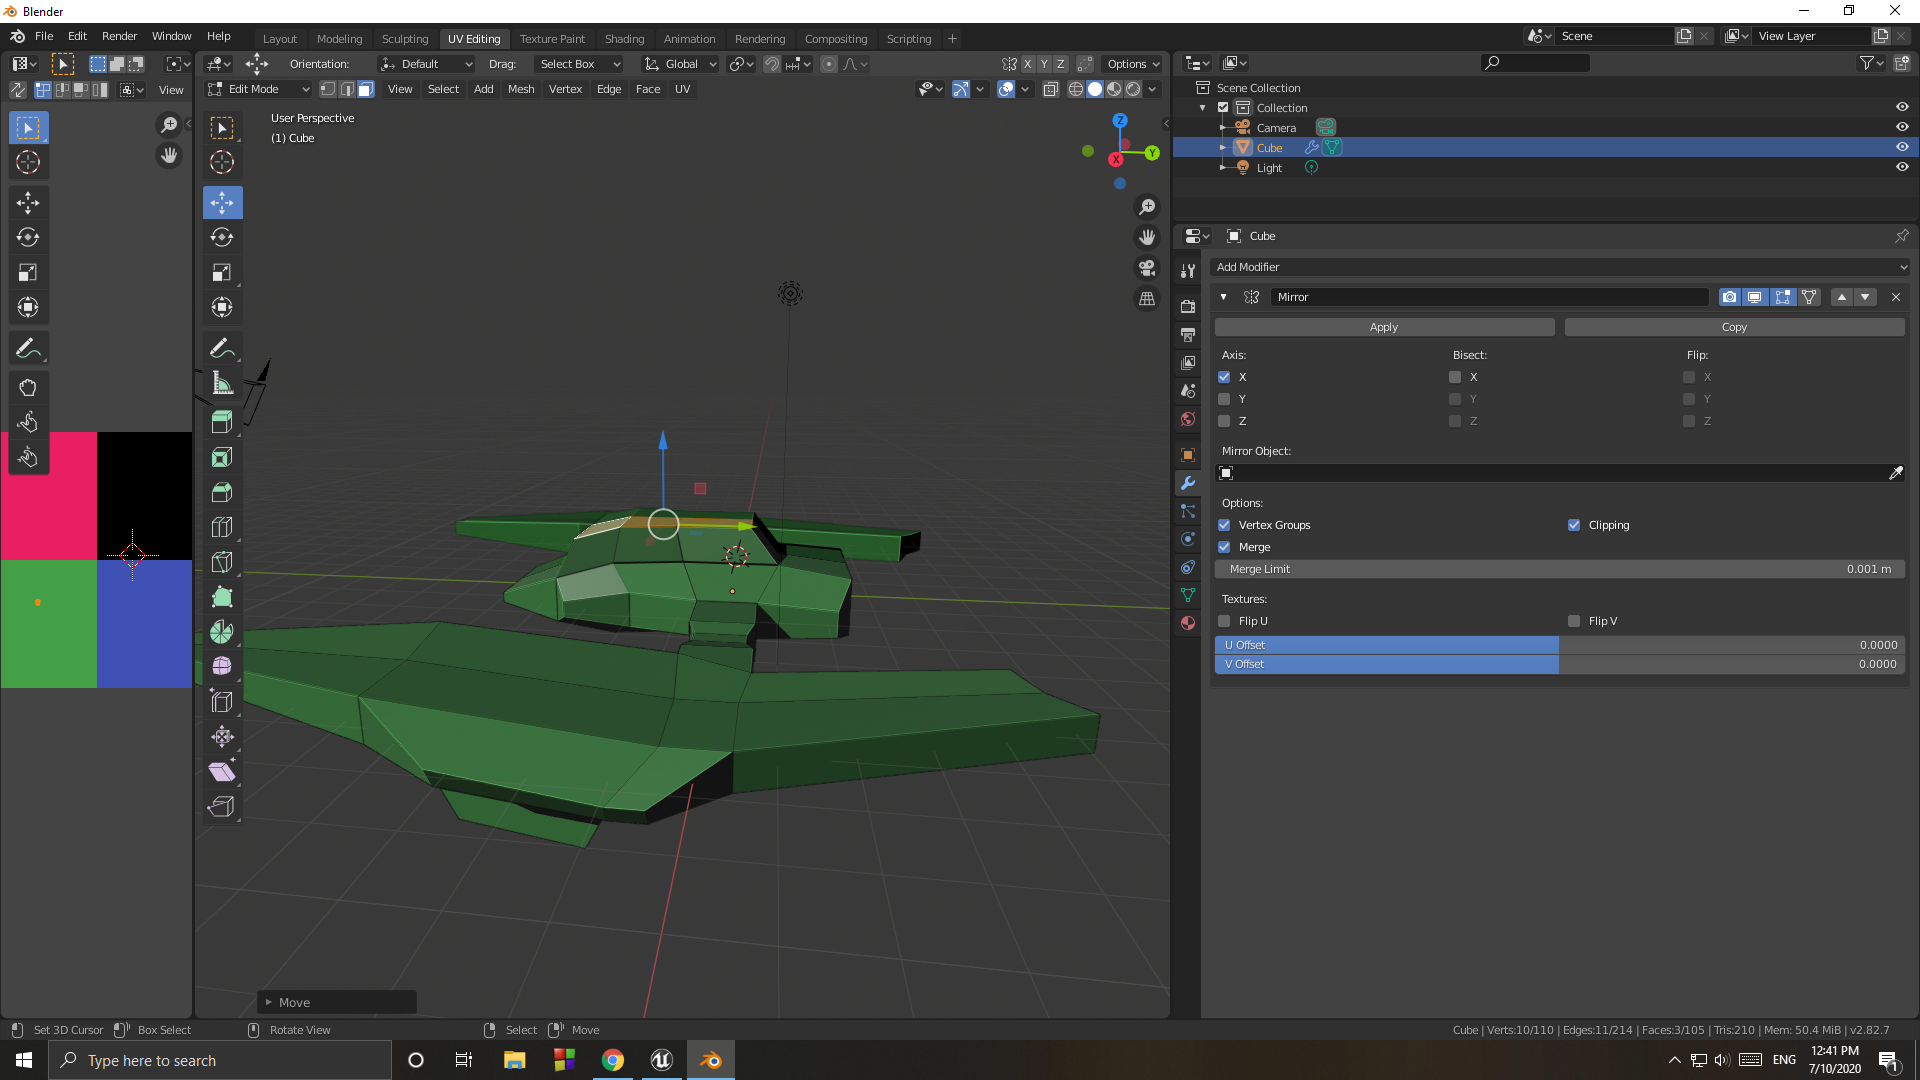 Blender
File Edit Render Window Help
Layout Modeling Sculpting UV Editing Texture Paint Shading Animation Rendering Compositing Scripting
Scene
View Layer
Orientation: Default Drag: Select Box Global X Y Z Options
View
Edit Mode View Select Add Mesh Vertex Edge Face UV
User Perspective
(1) Cube
Z
Y
X
Scene Collection
Collection
Camera
Cube
Light
Cube
Add Modifier
Mirror
Apply Copy
Axis: Bisect: Flip:
X X X
Y Y Y
Z Z Z
Mirror Object:
Options:
Vertex Groups Clipping
Merge
Merge Limit 0.001 m
Textures:
Flip U Flip V
U Offset 0.0000
V Offset 0.0000
Move
Set 3D Cursor Box Select Rotate View Select Move
Cube | Verts:10/110 | Edges:11/214 | Faces:3/105 | Tris:210 | Mem: 50.4 MiB | v2.82.7
Type here to search
ENG
12:41 PM
7/10/2020
1